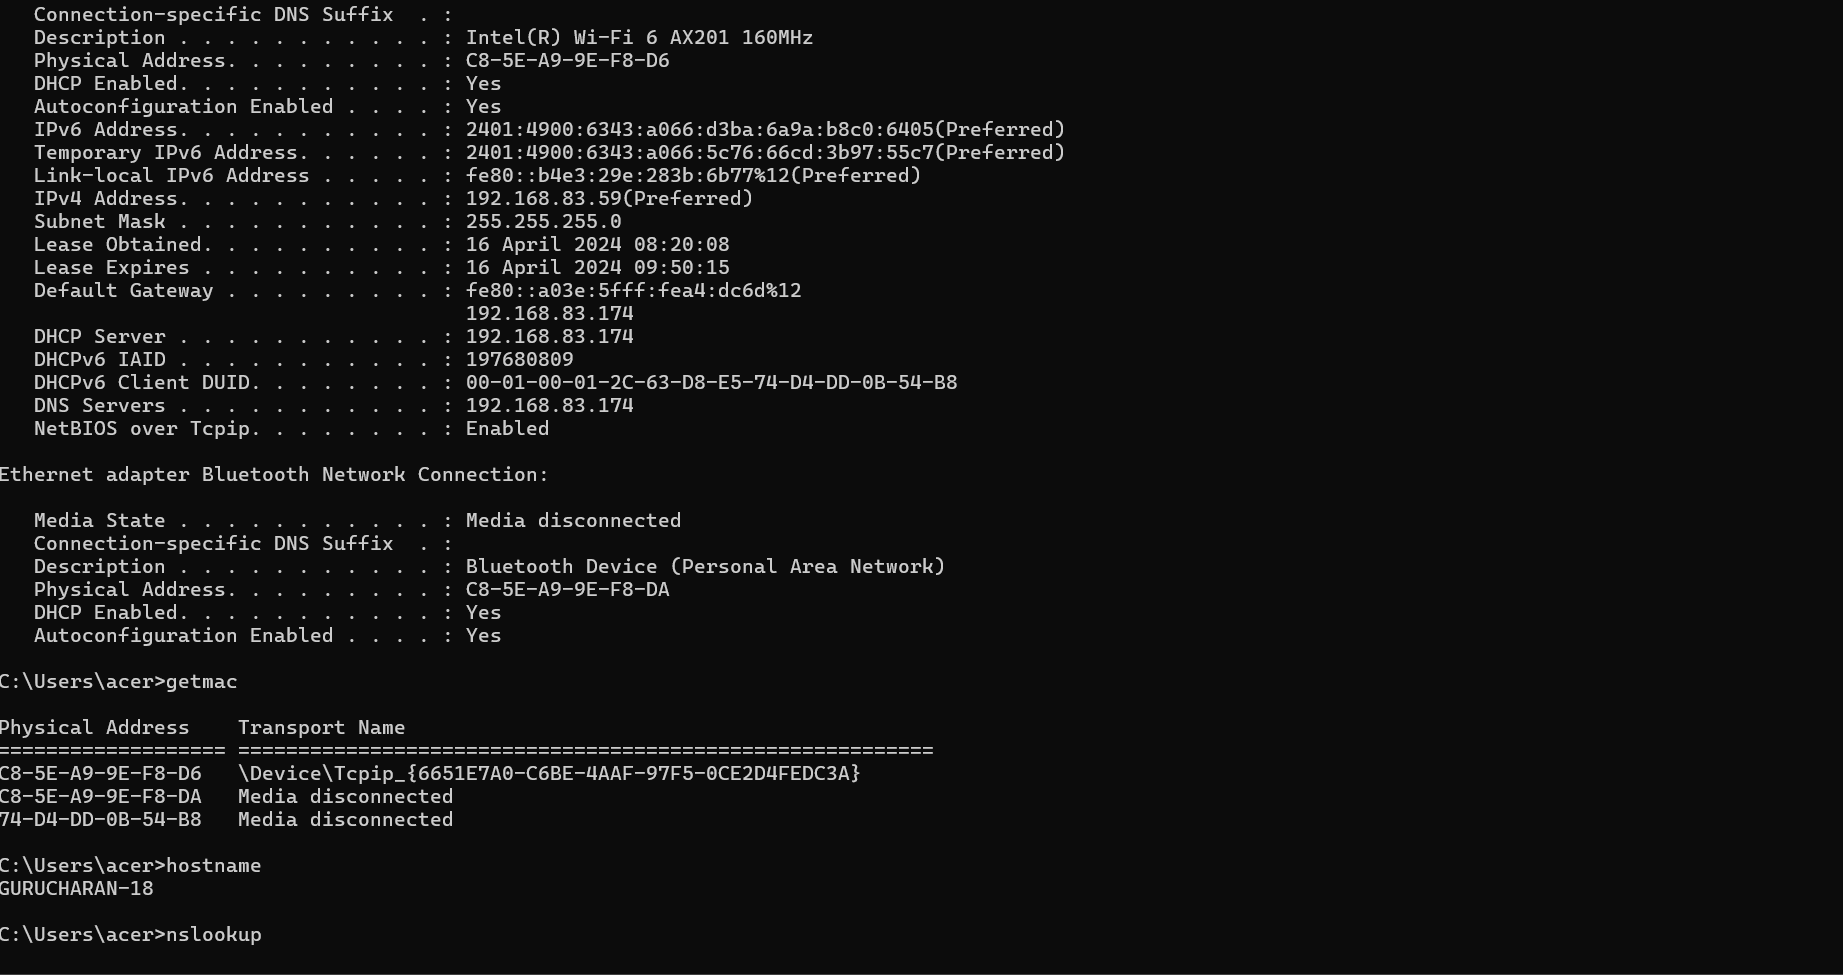 Connection-specific DNS Suffix  . :
Description . . . . . . . . . . . : Intel(R) Wi-Fi 6 AX201 160MHz
Physical Address. . . . . . . . . : C8-5E-A9-9E-F8-D6
DHCP Enabled. . . . . . . . . . . : Yes
Autoconfiguration Enabled . . . . : Yes
IPv6 Address. . . . . . . . . . . : 2401:4900:6343:a066:d3ba:6a9a:b8c0:6405(Preferred)
Temporary IPv6 Address. . . . . . : 2401:4900:6343:a066:5c76:66cd:3b97:55c7(Preferred)
Link-local IPv6 Address . . . . . : fe80::b4e3:29e:283b:6b77%12(Preferred)
IPv4 Address. . . . . . . . . . . : 192.168.83.59(Preferred)
Subnet Mask . . . . . . . . . . . : 255.255.255.0
Lease Obtained. . . . . . . . . . : 16 April 2024 08:20:08
Lease Expires . . . . . . . . . . : 16 April 2024 09:50:15
Default Gateway . . . . . . . . . : fe80::a03e:5fff:fea4:dc6d%12
192.168.83.174
DHCP Server . . . . . . . . . . . : 192.168.83.174
DHCPv6 IAID . . . . . . . . . . . : 197680809
DHCPv6 Client DUID. . . . . . . . : 00-01-00-01-2C-63-D8-E5-74-D4-DD-0B-54-B8
DNS Servers . . . . . . . . . . . : 192.168.83.174
NetBIOS over Tcpip. . . . . . . . : Enabled
Ethernet adapter Bluetooth Network Connection:
Media State . . . . . . . . . . . : Media disconnected
Connection-specific DNS Suffix  . :
Description . . . . . . . . . . . : Bluetooth Device (Personal Area Network)
Physical Address. . . . . . . . . : C8-5E-A9-9E-F8-DA
DHCP Enabled. . . . . . . . . . . : Yes
Autoconfiguration Enabled . . . . : Yes
C:\Users\acer>getmac
Physical Address    Transport Name
=================== ==========================================================
C8-5E-A9-9E-F8-D6   \Device\Tcpip_{6651E7A0-C6BE-4AAF-97F5-0CE2D4FEDC3A}
C8-5E-A9-9E-F8-DA   Media disconnected
74-D4-DD-0B-54-B8   Media disconnected
C:\Users\acer>hostname
GURUCHARAN-18
C:\Users\acer>nslookup